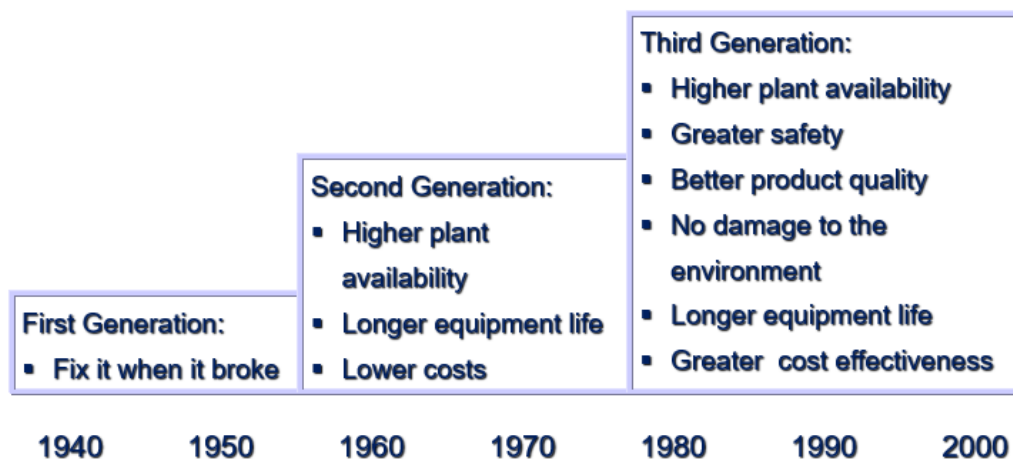 Third Generation:
▪ Higher plant availability
▪ Greater safety
▪ Better product quality
▪ No damage to the
environment
▪ Longer equipment life
▪ Greater cost effectiveness
Second Generation:
▪ Higher plant
availability
▪ Longer equipment life
▪ Lower costs
First Generation:
▪ Fix it when it broke
1940 1950 1960 1970 1980 1990 2000